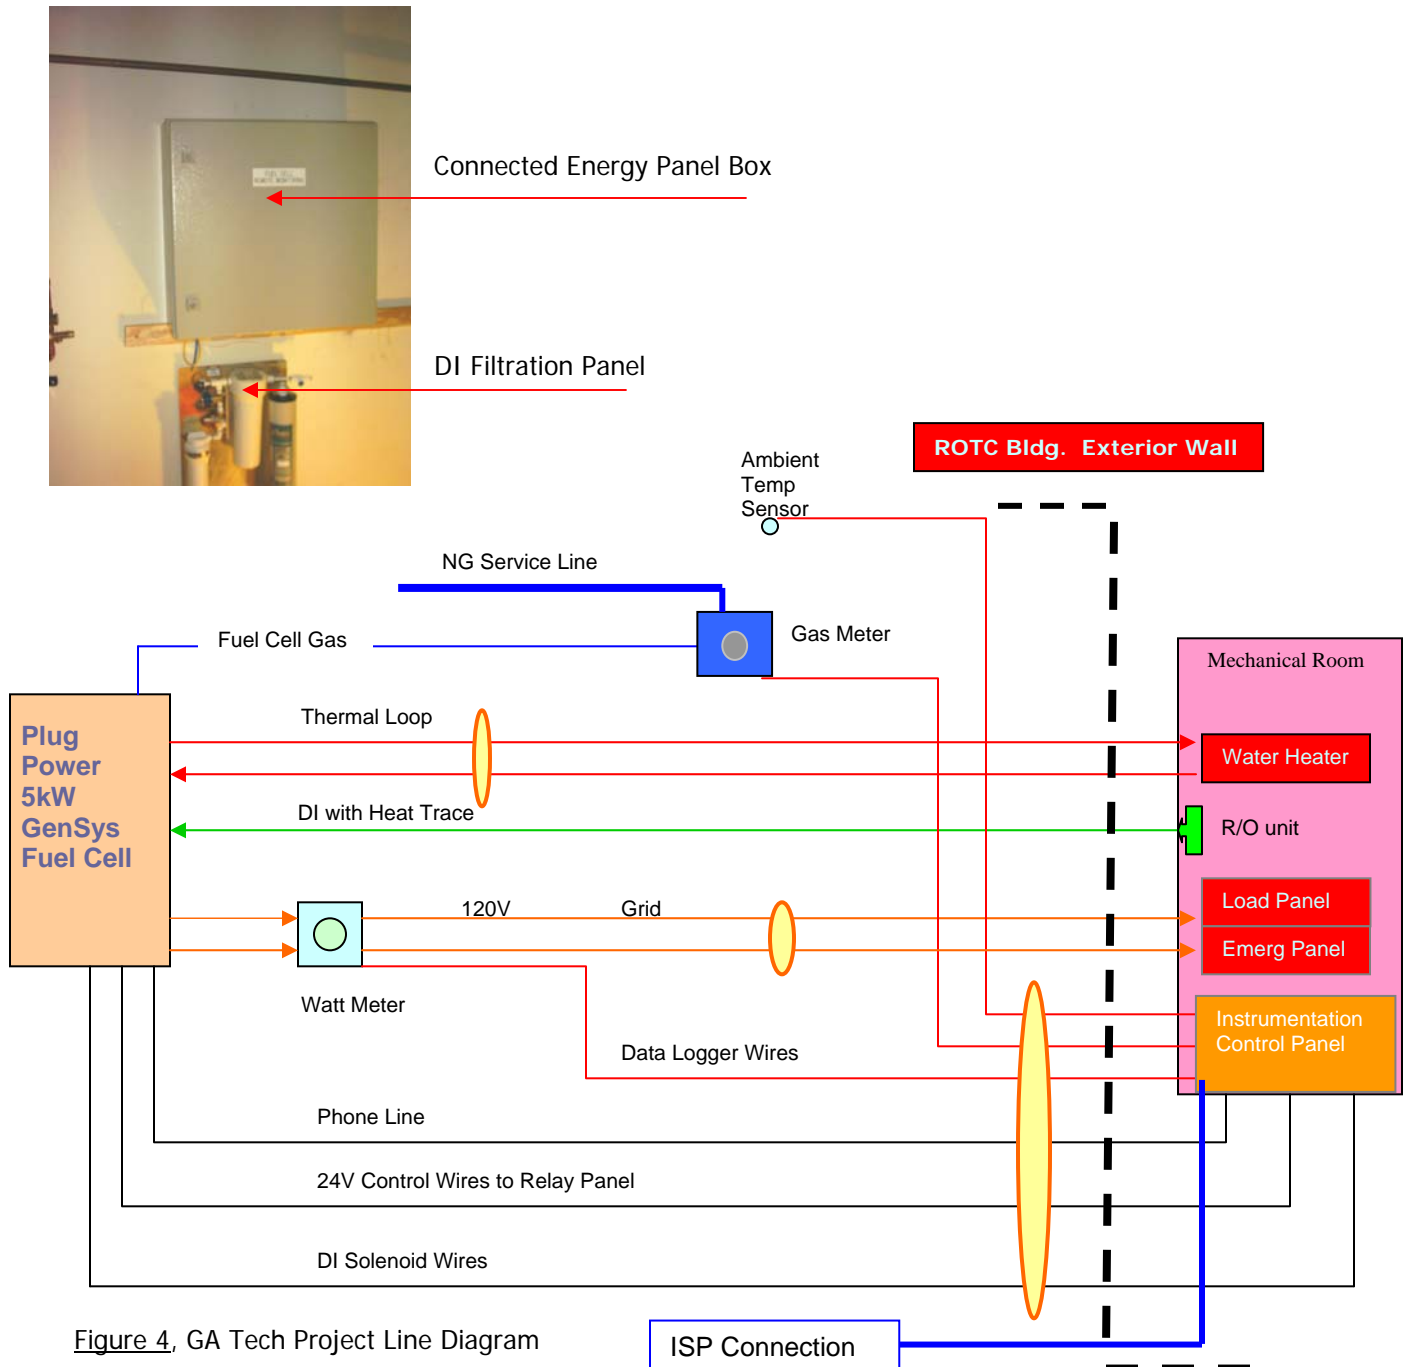 Connected Energy Panel Box
DI Filtration Panel
ROTC Bldg. Exterior Wall
Ambient
Temp
Sensor
NG Service Line
Fuel Cell Gas
Gas Meter
Mechanical Room
Thermal Loop
Plug
Power
5kW
GenSys
Fuel Cell
Water Heater
DI with Heat Trace
R/O unit
120V
Grid
Load Panel
Emerg Panel
Watt Meter
Instrumentation
Control Panel
Data Logger Wires
Phone Line
24V Control Wires to Relay Panel
DI Solenoid Wires
Figure 4, GA Tech Project Line Diagram
ISP Connection